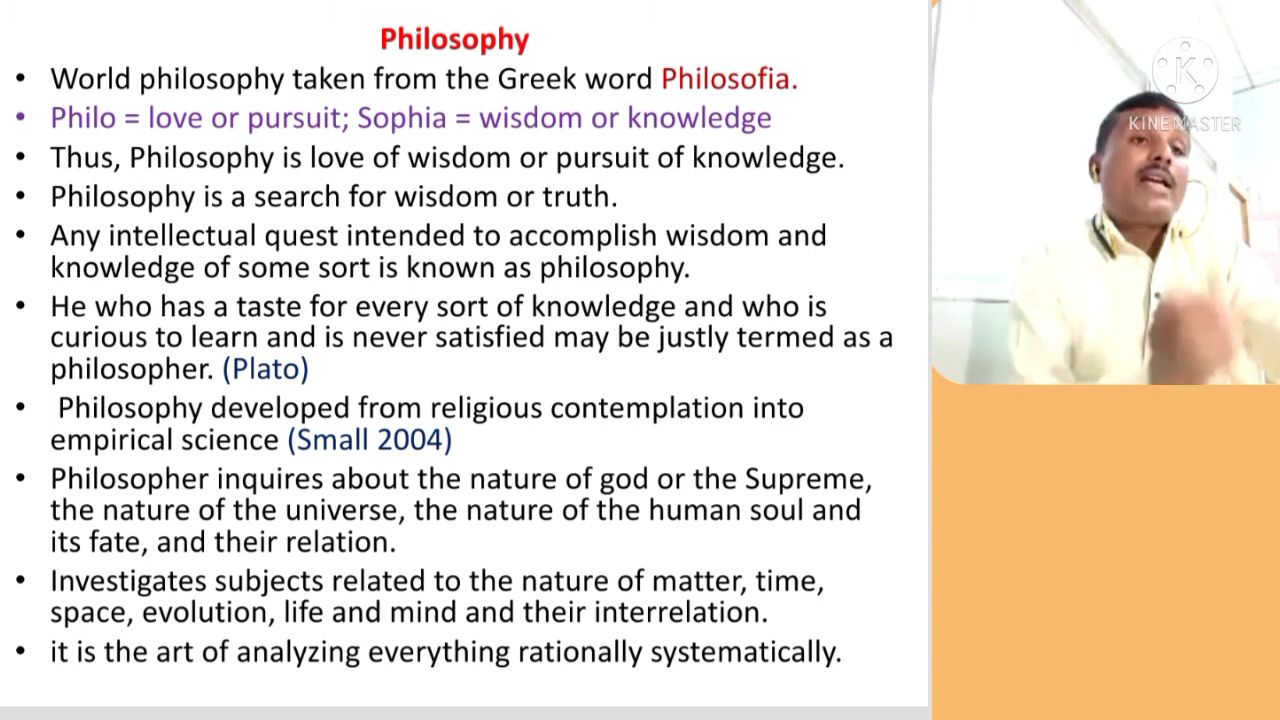 Philosophy
• World philosophy taken from the Greek word Philosofia.
• Philo = love or pursuit; Sophia = wisdom or knowledge
• Thus, Philosophy is love of wisdom or pursuit of knowledge.
• Philosophy is a search for wisdom or truth.
• Any intellectual quest intended to accomplish wisdom and
knowledge of some sort is known as philosophy.
• He who has a taste for every sort of knowledge and who is
curious to learn and is never satisfied may be justly termed as a
philosopher. (Plato)
• Philosophy developed from religious contemplation into
empirical science (Small 2004)
• Philosopher inquires about the nature of god or the Supreme,
the nature of the universe, the nature of the human soul and
its fate, and their relation.
• Investigates subjects related to the nature of matter, time,
space, evolution, life and mind and their interrelation.
• it is the art of analyzing everything rationally systematically.
K
KINEMASTER